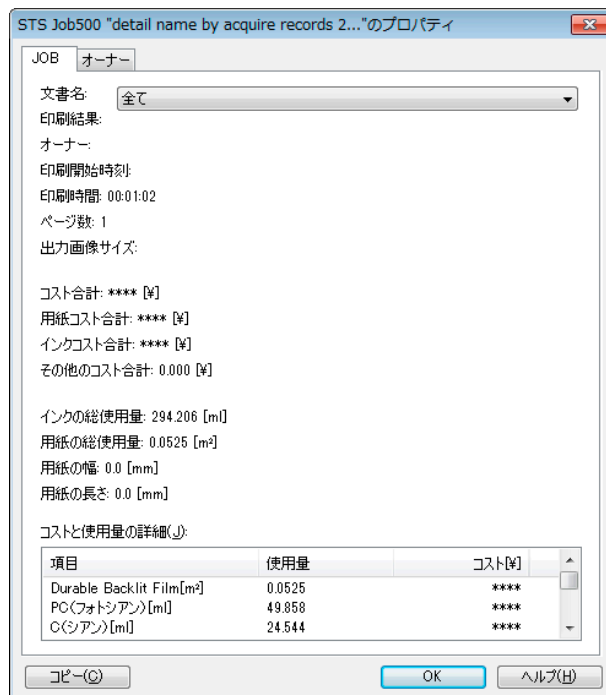 STS Job500 "detail name by acquire records 2..."のプロパティ
JOB オーナー
文書名: 全て
印刷結果:
オーナー:
印刷開始時刻:
印刷時間: 00:01:02
ページ数: 1
出力画像サイズ:
コスト合計: **** [¥]
用紙コスト合計: **** [¥]
インクコスト合計: **** [¥]
その他のコスト合計: 0.000 [¥]
インクの総使用量: 294.206 [ml]
用紙の総使用量: 0.0525 [m²]
用紙の幅: 0.0 [mm]
用紙の長さ: 0.0 [mm]
コストと使用量の詳細(J):
項目 使用量 コスト[¥]
Durable Backlit Film[m²] 0.0525 ****
PC(フォトシアン)[ml] 49.858 ****
C(シアン)[ml] 24.544 ****
コピー(C) OK ヘルプ(H)